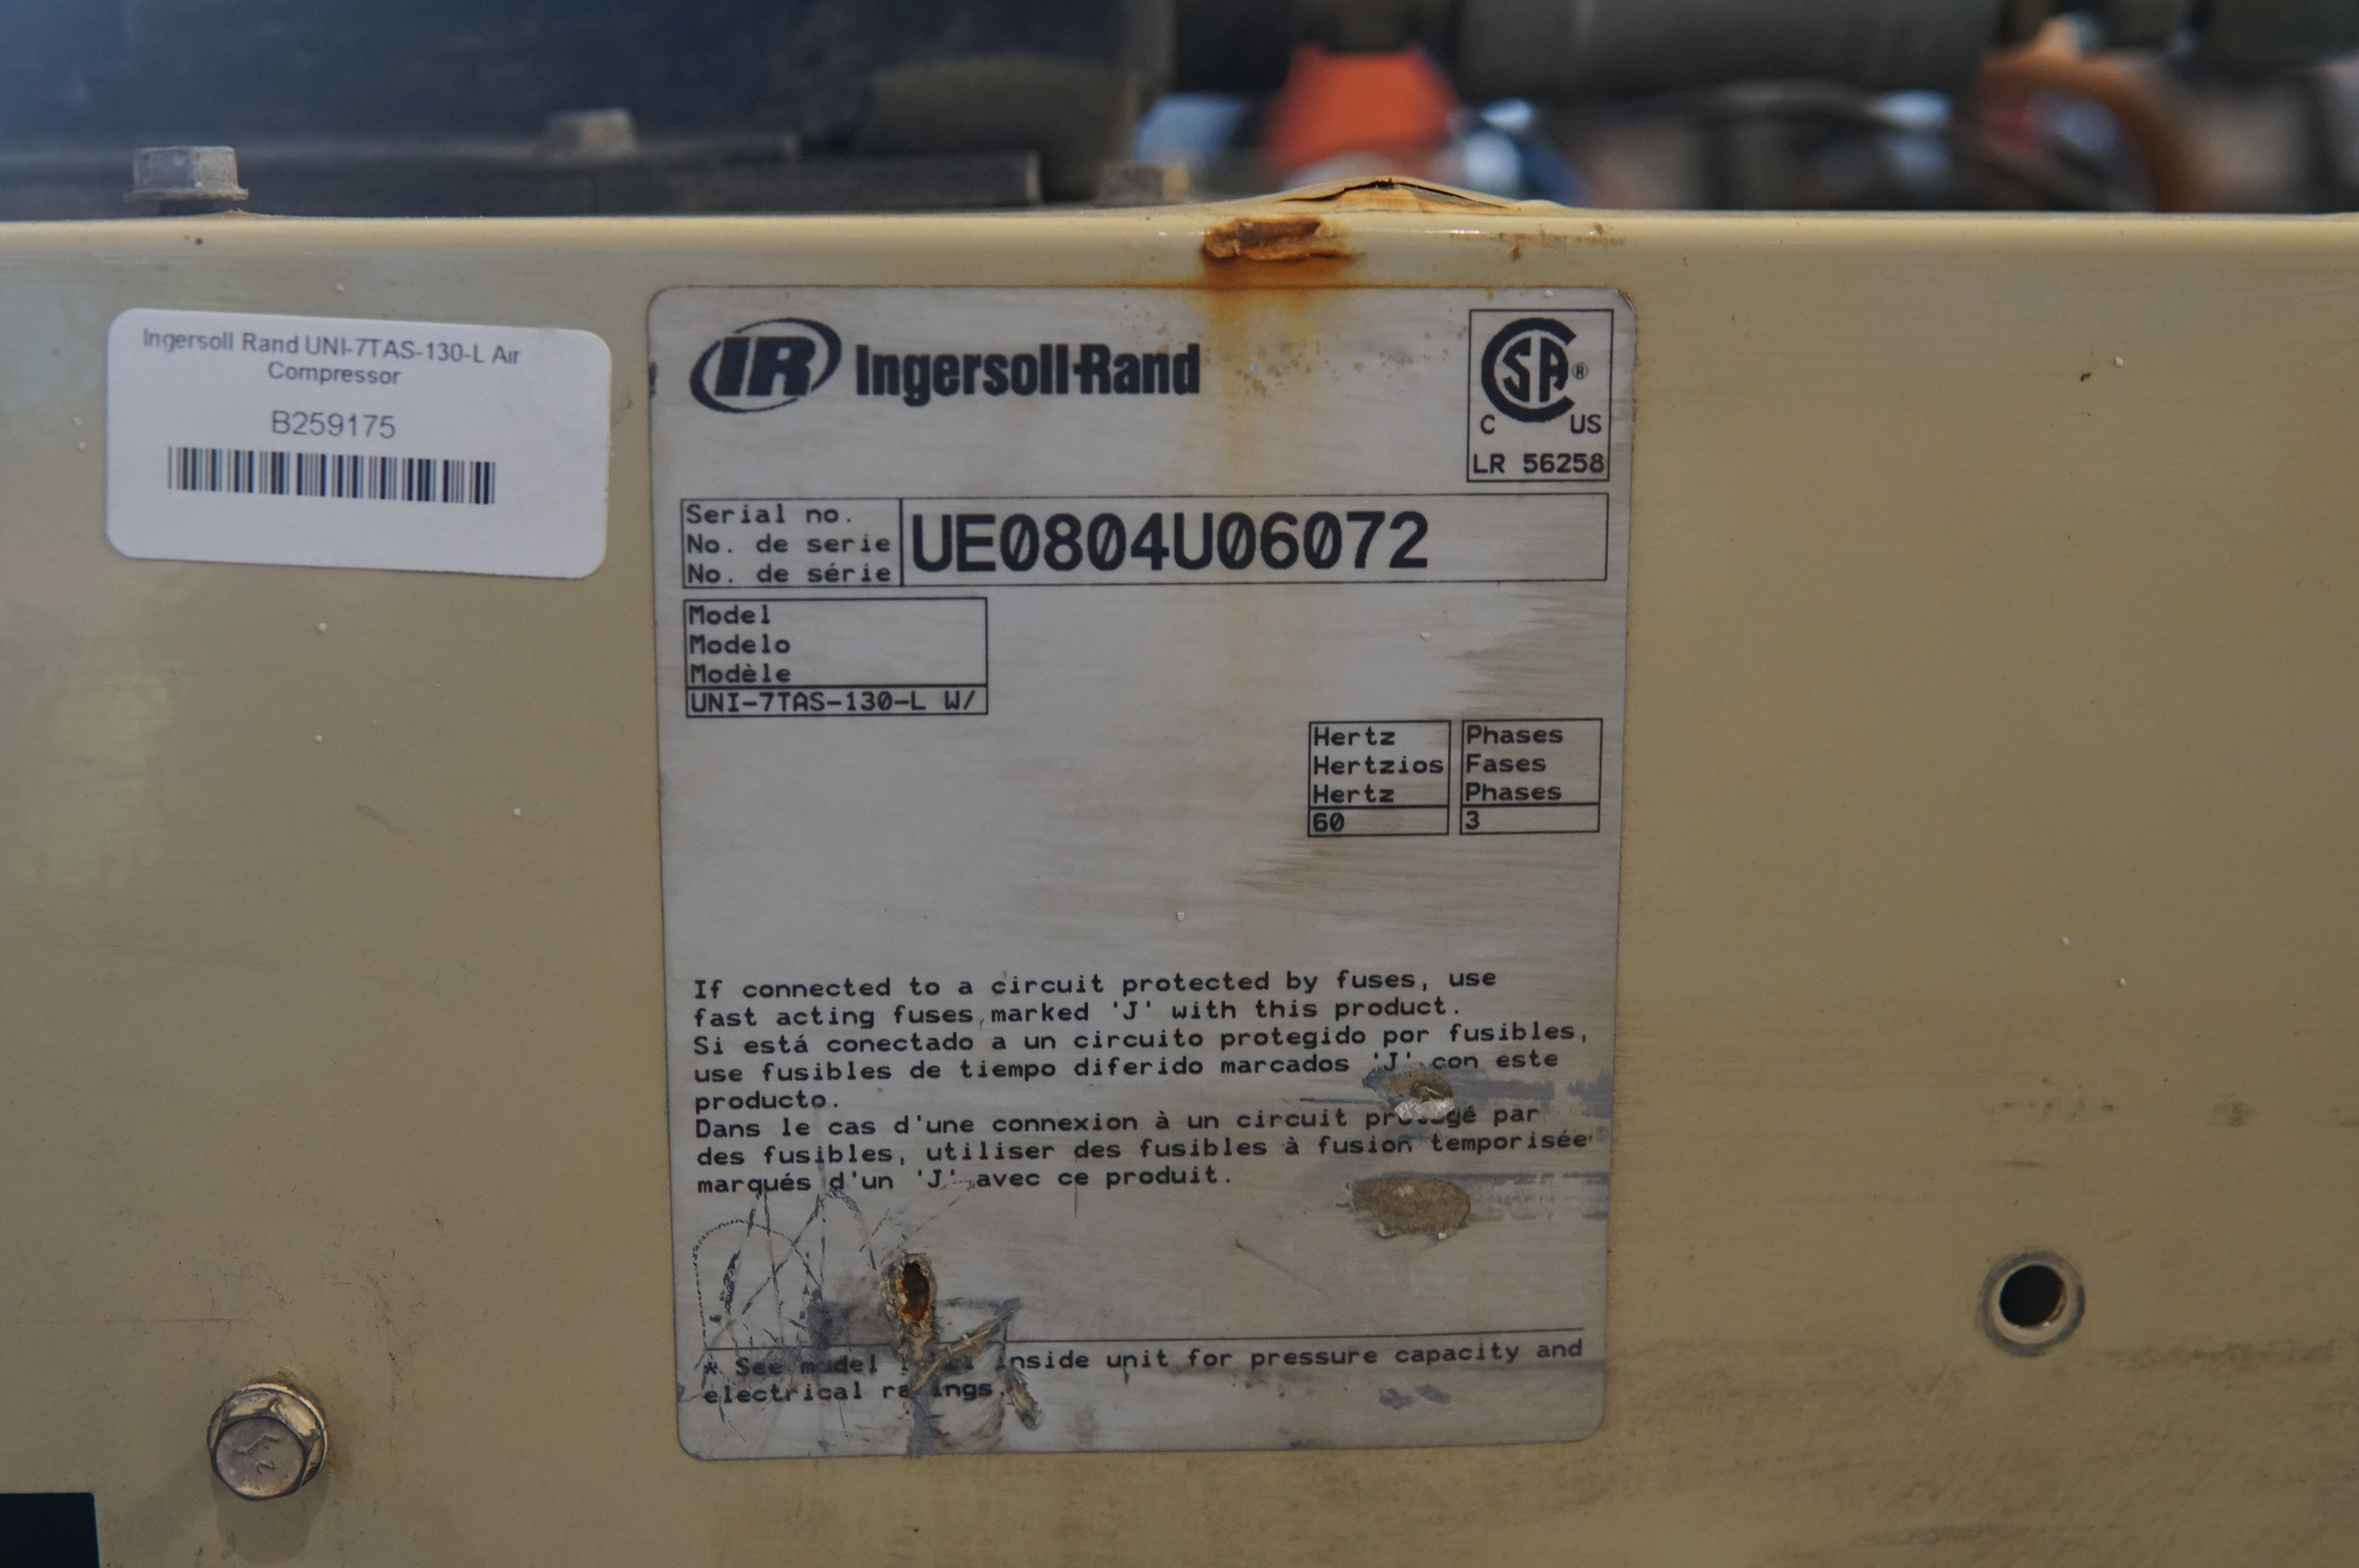 Ingersoll Rand UNI-7TAS-130-L Air
Compressor
B259175
IR Ingersoll-Rand
CSA®
C US
LR 56258
Serial no.
No. de serie
No. de série
UE0804U06072
Model
Modelo
Modèle
UNI-7TAS-130-L W/
Hertz
Hertzios
Hertz
60
Phases
Fases
Phases
3
If connected to a circuit protected by fuses, use
fast acting fuses marked 'J' with this product.
Si está conectado a un circuito protegido por fusibles,
use fusibles de tiempo diferido marcados 'J' con este
producto.
Dans le cas d'une connexion à un circuit protégé par
des fusibles, utiliser des fusibles à fusion temporisée
marqués d'un 'J' avec ce produit.
* See model inside unit for pressure capacity and
electrical ratings.